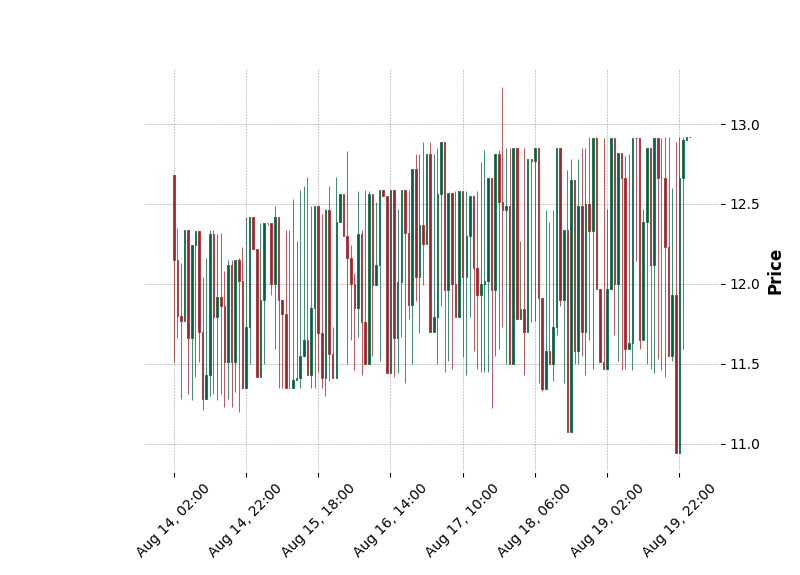 13.0
12.5
12.0
11.5
11.0
Price
Aug 14, 02:00
Aug 14, 22:00
Aug 15, 18:00
Aug 16, 14:00
Aug 17, 10:00
Aug 18, 06:00
Aug 19, 02:00
Aug 19, 22:00